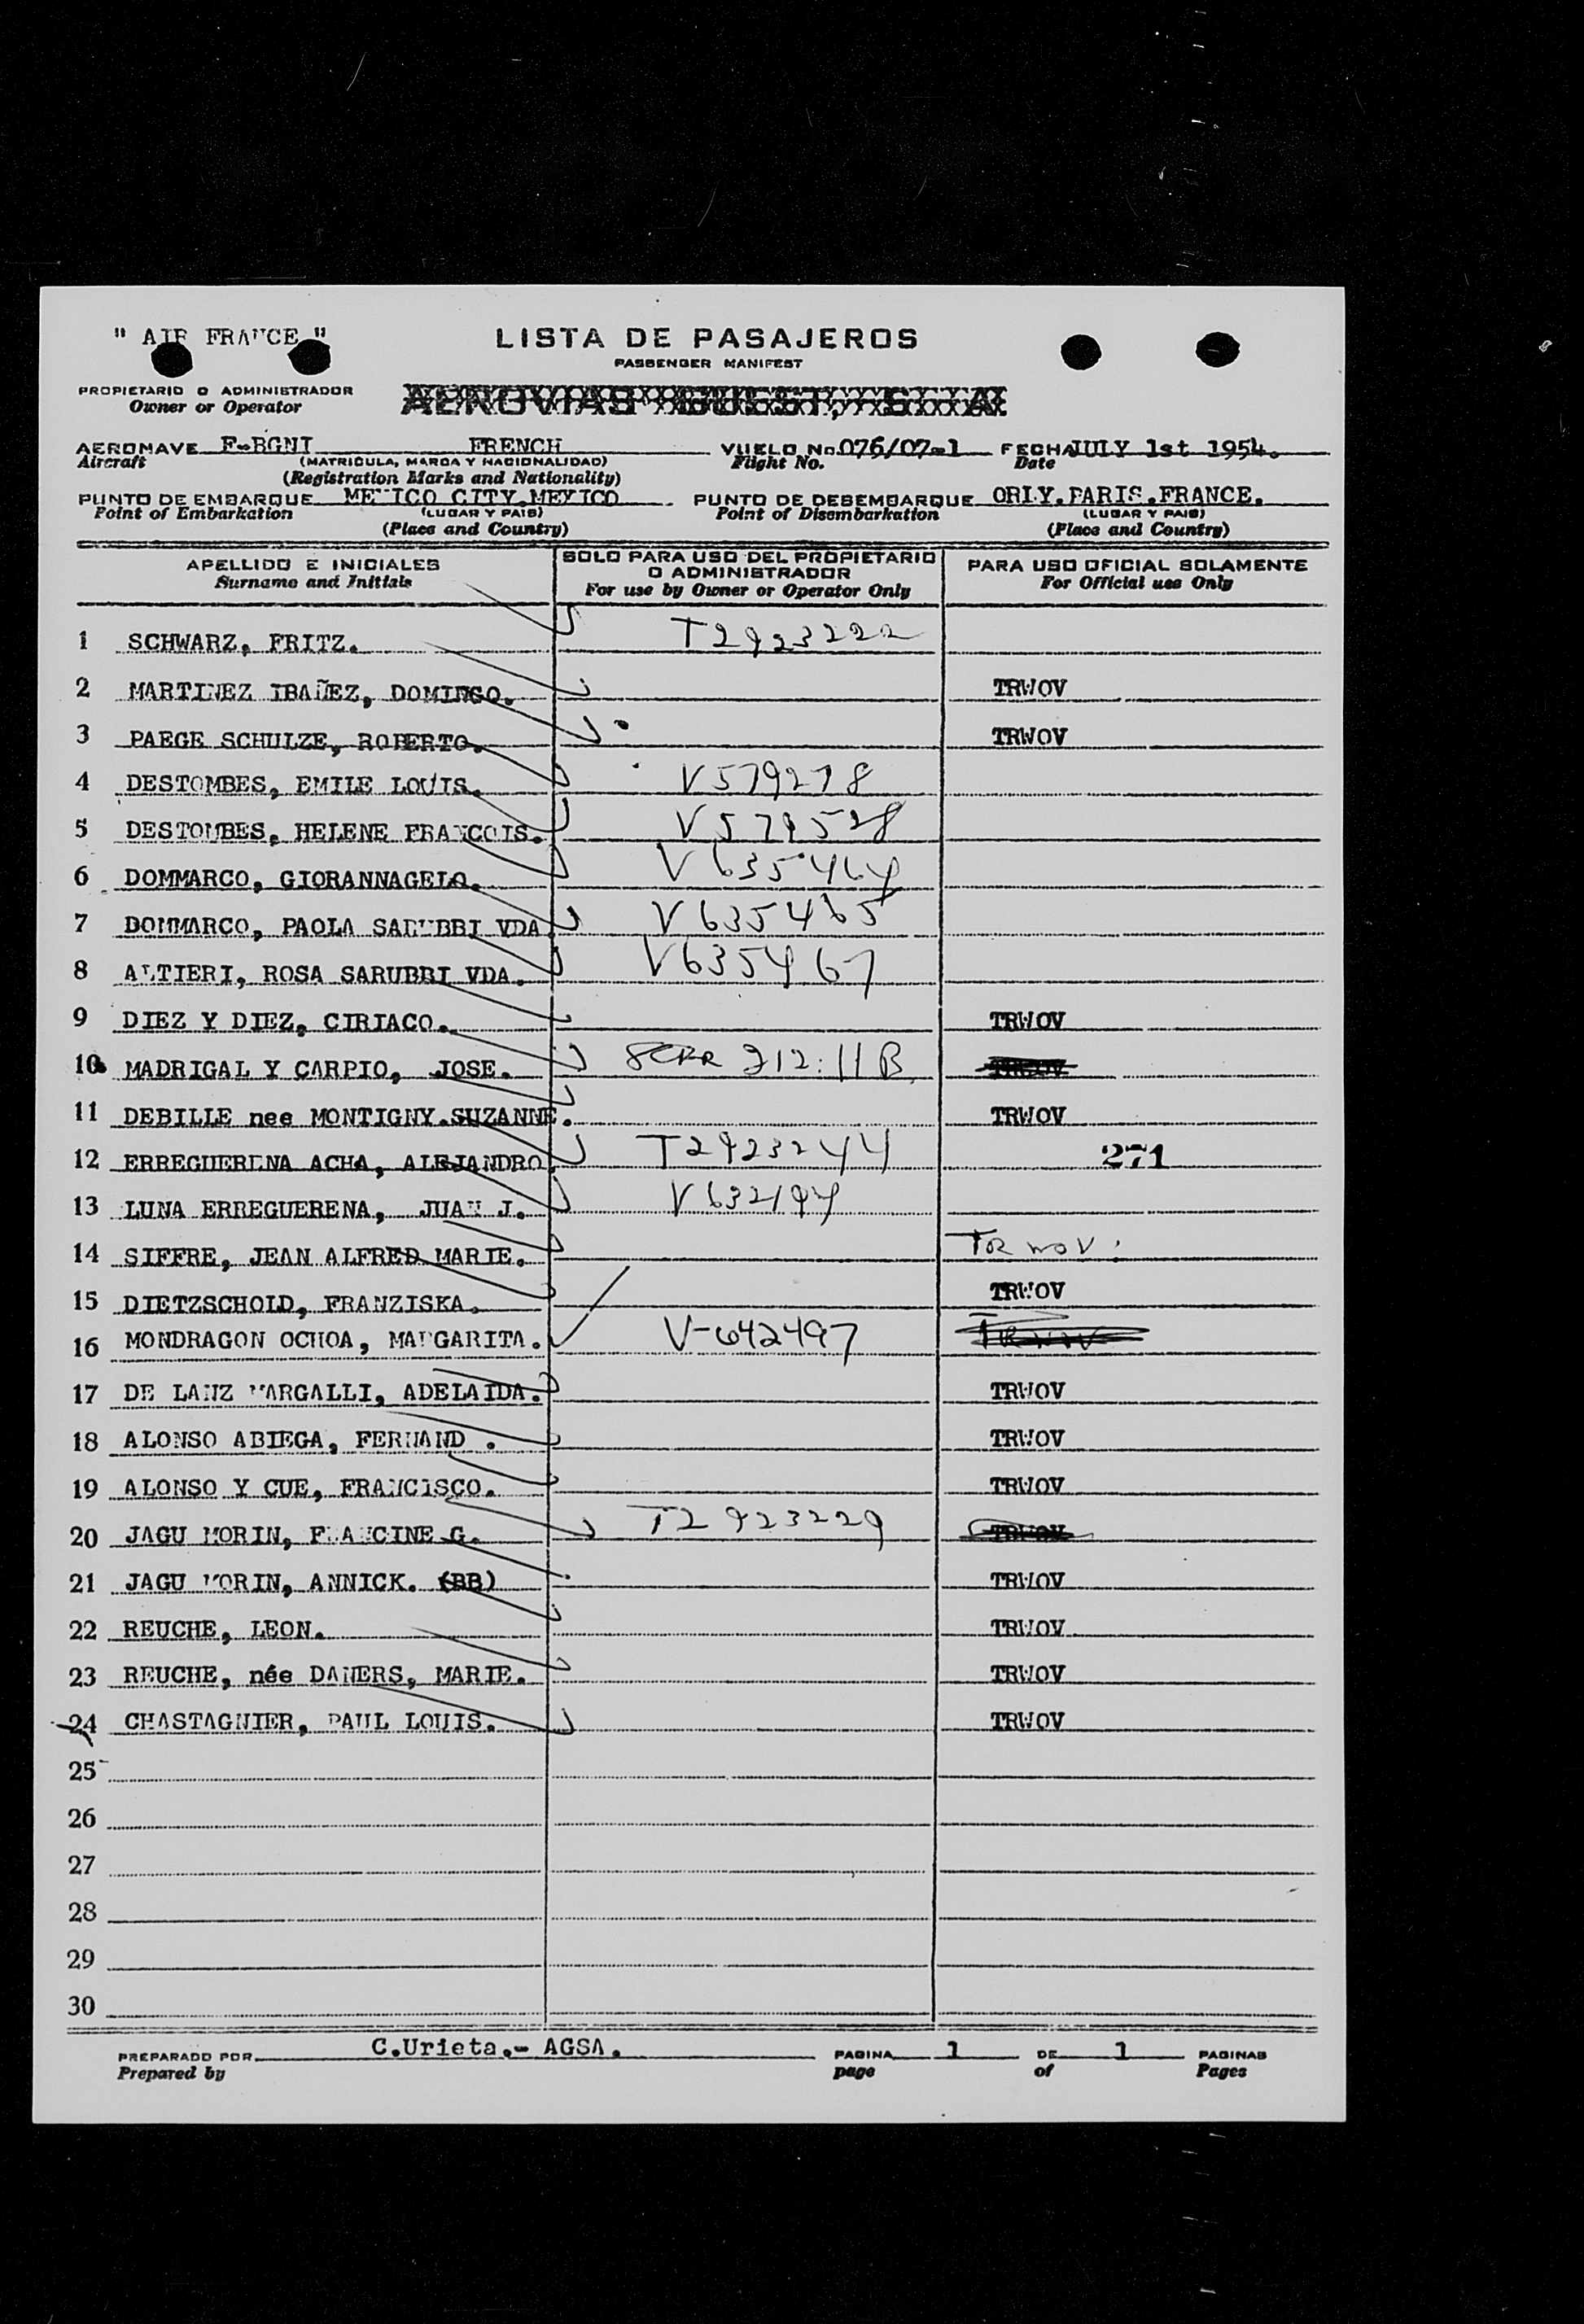 " AIR FRANCE "
LISTA DE PASAJEROS
PASSENGER MANIFEST
PROPIETARIO O ADMINISTRADOR
Owner or Operator
AERONAVE F-BGNI FRENCH VUELO No. 076/07-1 FECHA JULY 1st 1954.
Aircraft (MATRICULA, MARCA Y NACIONALIDAD) Flight No. Date
(Registration Marks and Nationality)
PUNTO DE EMBARQUE MEXICO CITY.MEXICO PUNTO DE DESEMBARQUE ORLY.PARIS.FRANCE.
Point of Embarkation (LUGAR Y PAIS) Point of Disembarkation (LUGAR Y PAIS)
(Place and Country) (Place and Country)
APELLIDO E INICIALES SOLO PARA USO DEL PROPIETARIO O ADMINISTRADOR PARA USO OFICIAL SOLAMENTE
Surname and Initials For use by Owner or Operator Only For Official use Only
1 SCHWARZ, FRITZ. T2923222
2 MARTINEZ IBAÑEZ, DOMINGO. TRWOV
3 PAEGE SCHULZE, ROBERTO. TRWOV
4 DESTOMBES, EMILE LOUIS. V579278
5 DESTOMBES, HELENE FRANCOIS. V579528
6 DOMMARCO, GIORANNAGELO. V635464
7 DOMMARCO, PAOLA SARUBBI VDA. V635465
8 ALTIERI, ROSA SARUBBI VDA. V635467
9 DIEZ Y DIEZ, CIRIACO. TRWOV
10 MADRIGAL Y CARPIO, JOSE. 8CFR 212:11B
11 DEBILLE nee MONTIGNY.SUZANNE. TRWOV
12 ERREGUERENA ACHA, ALEJANDRO. T2923244 271
13 LUNA ERREGUERENA, JUAN J. V632194
14 SIFFRE, JEAN ALFRED MARIE. TRWOV.
15 DIETZSCHOLD, FRANZISKA. TRWOV
16 MONDRAGON OCHOA, MARGARITA. V-642497
17 DE LANZ MARGALLI, ADELAIDA. TRWOV
18 ALONSO ABIEGA, FERNAND . TRWOV
19 ALONSO Y CUE, FRANCISCO. TRWOV
20 JAGU MORIN, FRANCINE G. T2923229
21 JAGU MORIN, ANNICK. (BB) TRWOV
22 REUCHE, LEON. TRWOV
23 REUCHE, née DANERS, MARIE. TRWOV
24 CHASTAGNIER, PAUL LOUIS. TRWOV
25
26
27
28
29
30
PREPARADO POR C.Urieta.- AGSA. PAGINA 1 DE 1 PAGINAS
Prepared by page of Pages